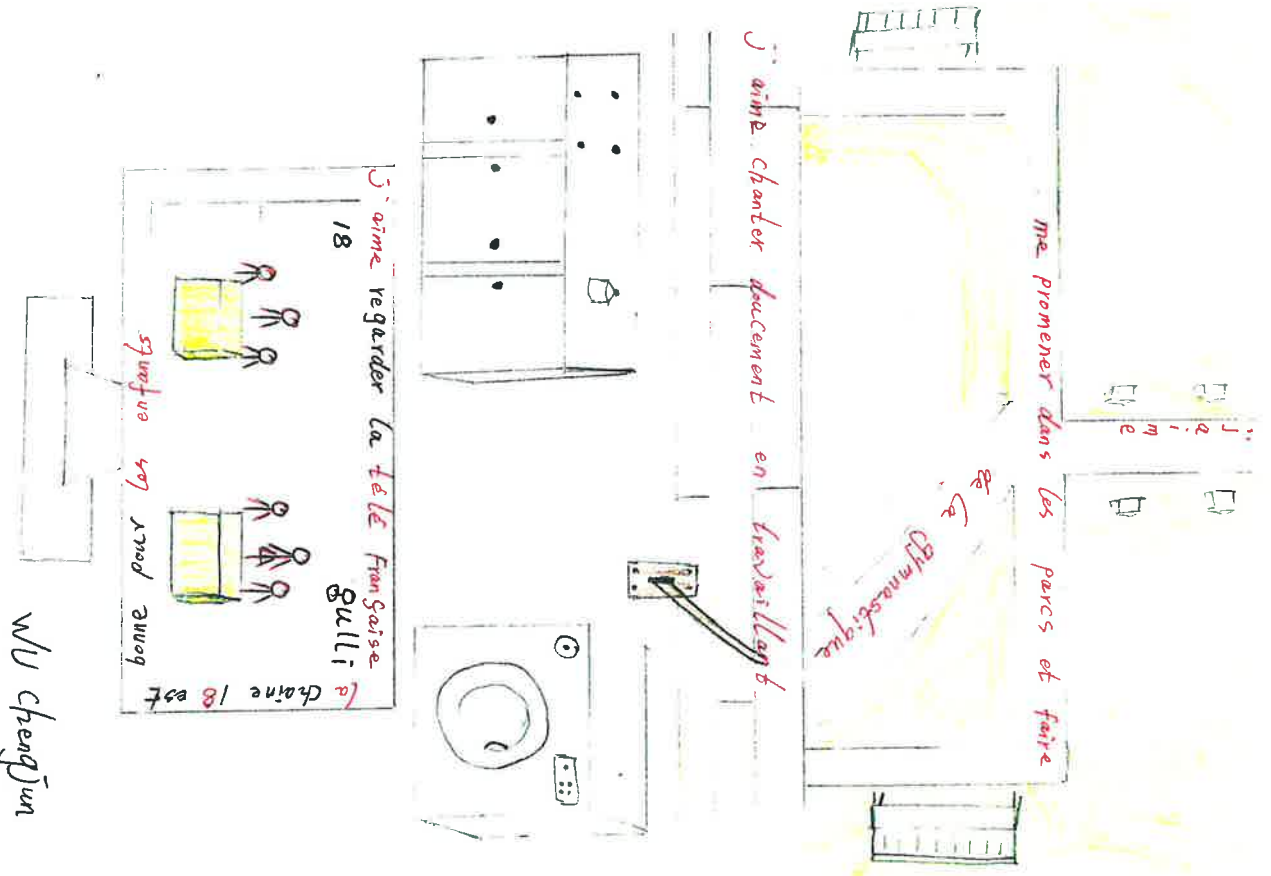 j'aime
me promener dans les parcs et faire
de la
gymnastique
j'aime chanter doucement en travaillant
j'aime regarder la télé française
18
gulli
la chaine 18 est
bonne pour les enfants
WU chengjun